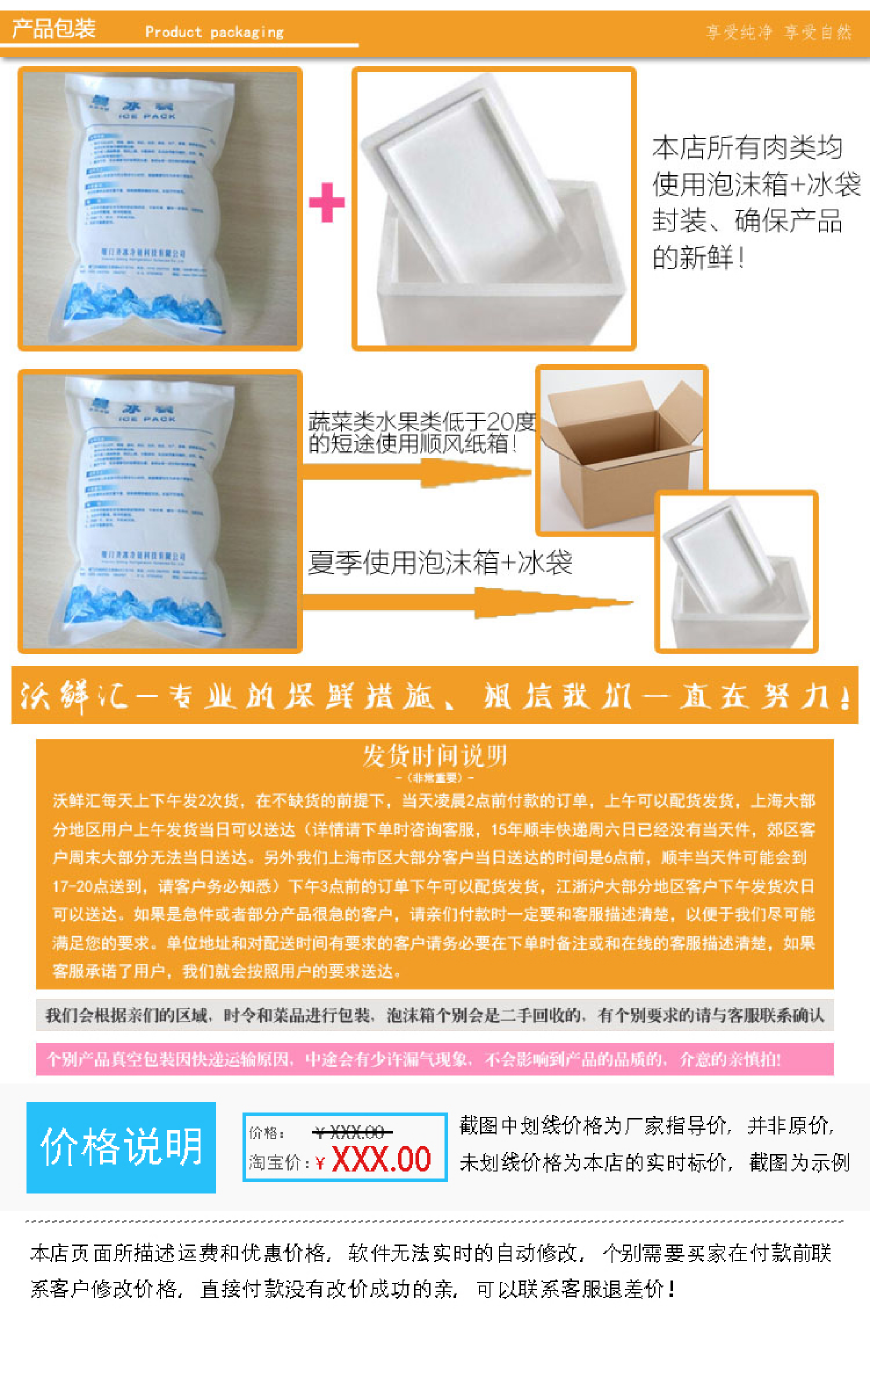 产品包装
Product packaging
享受纯净 享受自然
冰袋
ICE PACK
本店所有肉类均
使用泡沫箱+冰袋
封装、确保产品
的新鲜！
冰袋
ICE PACK
蔬菜类水果类低于20度
的短途使用顺风纸箱！
夏季使用泡沫箱+冰袋
沃鲜汇—专业的保鲜措施、相信我们一直在努力！
发货时间说明
-（非常重要）-
沃鲜汇每天上下午发2次货，在不缺货的前提下，当天凌晨2点前付款的订单，上午可以配货发货，上海大部
分地区用户上午发货当日可以送达（详情请下单时咨询客服，15年顺丰快递周六日已经没有当天件，郊区客
户周末大部分无法当日送达。另外我们上海市区大部分客户当日送达的时间是6点前，顺丰当天件可能会到
17-20点送到，请客户务必知悉）下午3点前的订单下午可以配货发货，江浙沪大部分地区客户下午发货次日
可以送达。如果是急件或者部分产品很急的客户，请亲们付款时一定要和客服描述清楚，以便于我们尽可能
满足您的要求。单位地址和对配送时间有要求的客户请务必要在下单时备注或和在线的客服描述清楚，如果
客服承诺了用户，我们就会按照用户的要求送达。
我们会根据亲们的区域，时令和菜品进行包装，泡沫箱个别会是二手回收的，有个别要求的请与客服联系确认
个别产品真空包装因快递运输原因，中途会有少许漏气现象，不会影响到产品的品质的，介意的亲慎拍!
价格说明
价格： ￥XXX.00
淘宝价：￥XXX.00
截图中划线价格为厂家指导价，并非原价，
未划线价格为本店的实时标价，截图为示例
本店页面所描述运费和优惠价格，软件无法实时的自动修改，个别需要买家在付款前联
系客户修改价格，直接付款没有改价成功的亲，可以联系客服退差价！